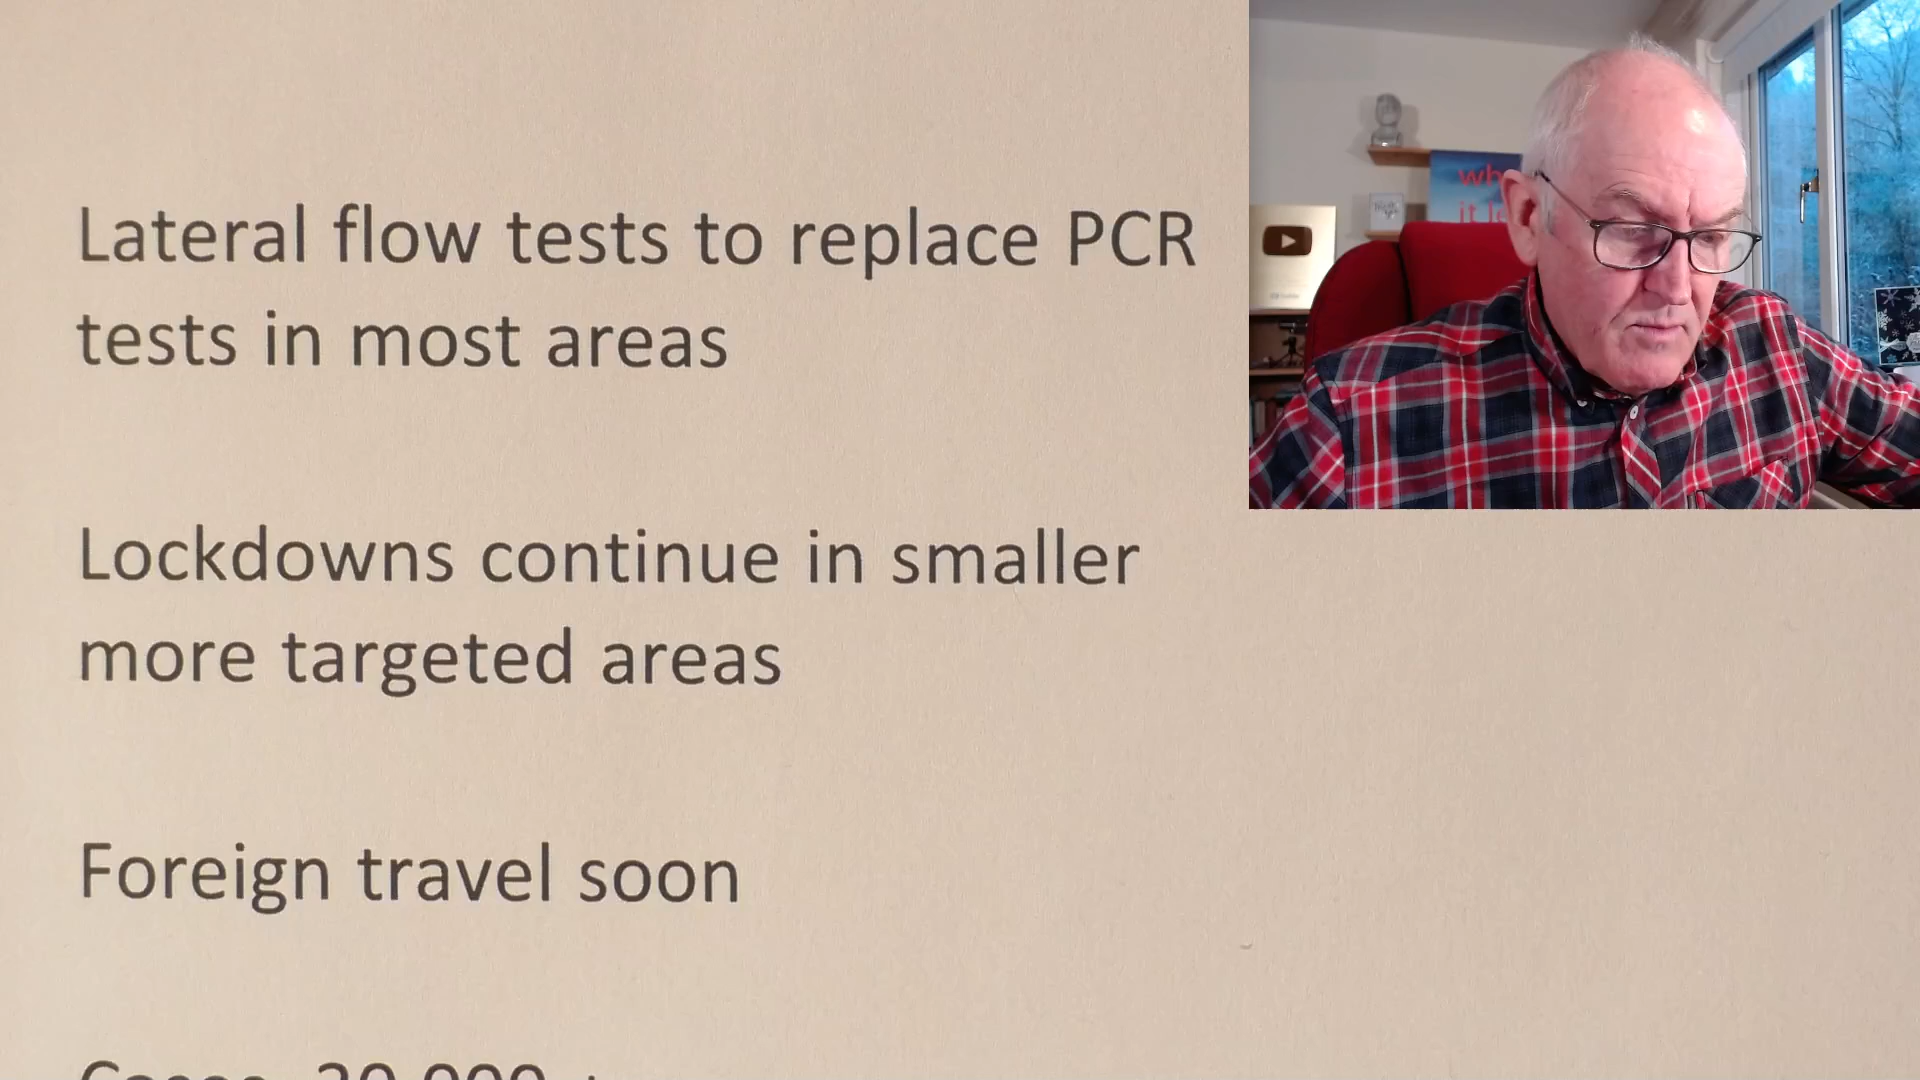 Lateral flow tests to replace PCR
tests in most areas
Lockdowns continue in smaller
more targeted areas
Foreign travel soon